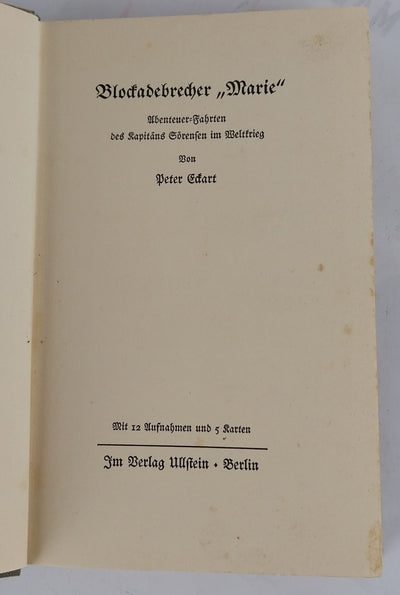 Blockadebrecher „Marie“
Abenteuer-Fahrten
des Kapitäns Sörensen im Weltkrieg
Von
Peter Eckart
Mit 12 Aufnahmen und 5 Karten
Im Verlag Ullstein • Berlin